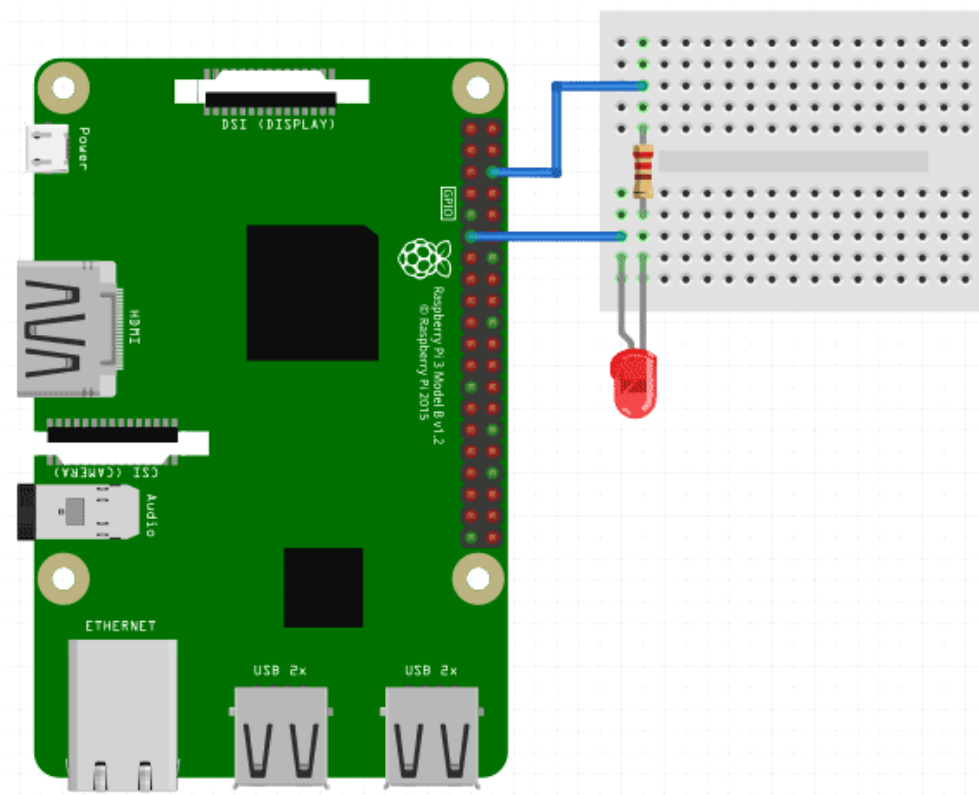 DSI (DISPLAY)
Power
GPIO
HDMI
Raspberry Pi 3 Model B v1.2
© Raspberry Pi 2015
CSI (CAMERA)
Audio
ETHERNET
USB 2x
USB 2x